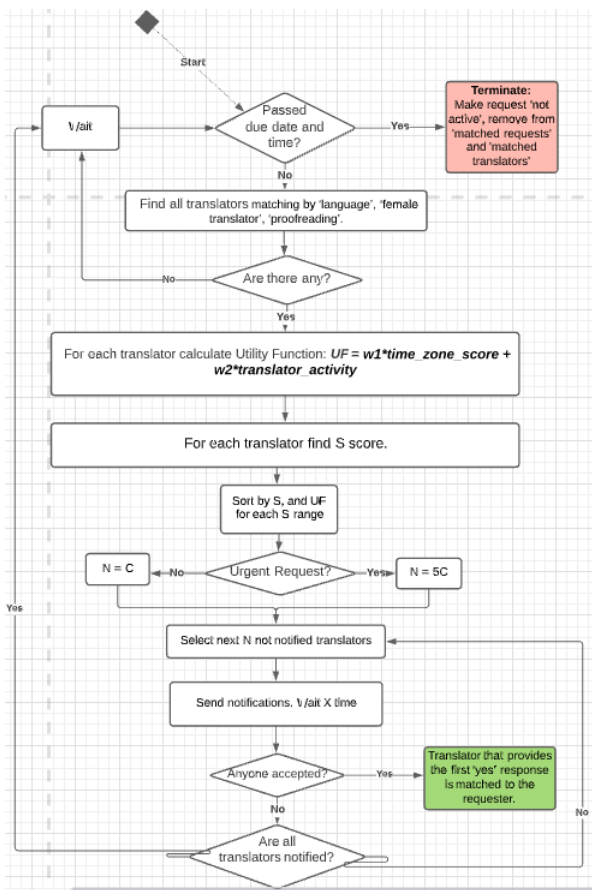 Start
Passed
due date and
time?
Yes
Terminate:
Make request 'not
active', remove from
'matched requests'
and 'matched
translators'
Wait
No
Find all translators matching by 'language', 'female
translator', 'proofreading'.
Are there any?
No
Yes
For each translator calculate Utility Function: UF = w1*time_zone_score +
w2*translator_activity
For each translator find S score.
Sort by S, and UF
for each S range
Urgent Request?
No
N = C
Yes
N = 5C
Select next N not notified translators
Send notifications. Wait X time
Anyone accepted?
Yes
Translator that provides
the first 'yes' response
is matched to the
requester.
No
Are all
translators notified?
Yes
No